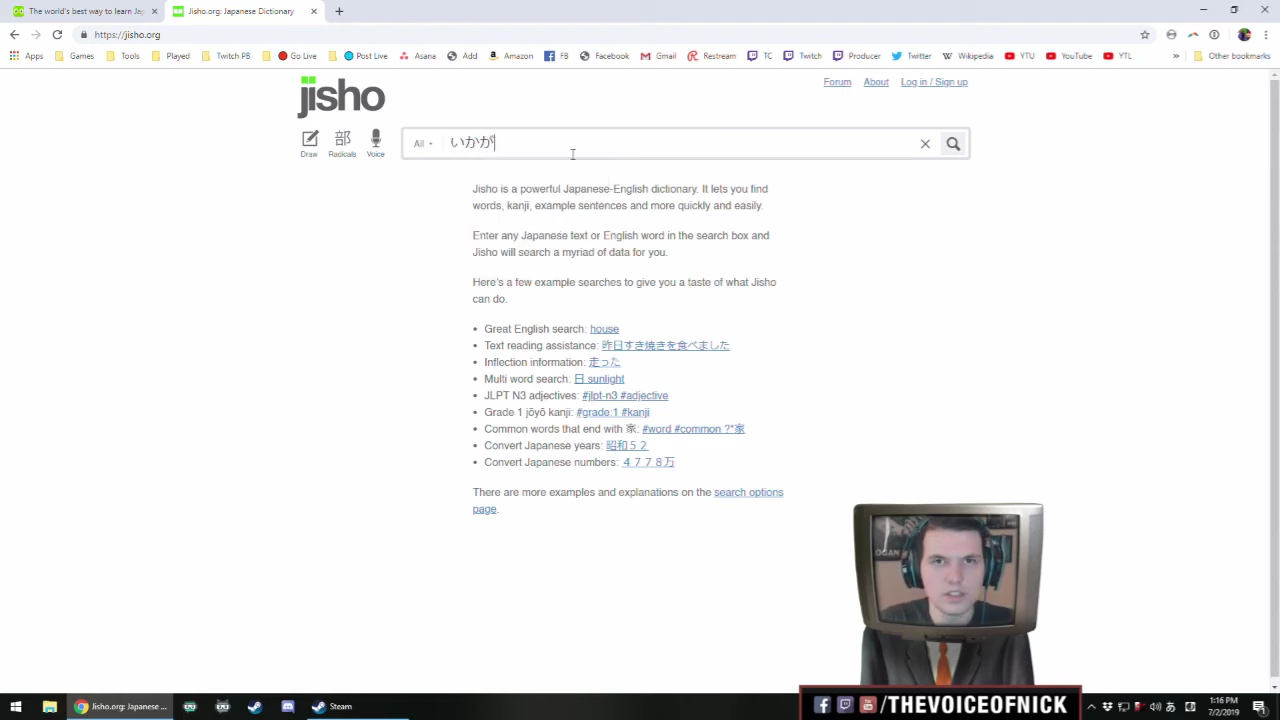 The world's best way to learn Ja
Jisho.org: Japanese Dictionary
https://jisho.org
Apps
Games
Tools
Played
Twitch PB
Go Live
Post Live
Asana
Add
Amazon
FB
Facebook
Gmail
Restream
TC
Twitch
Producer
Twitter
Wikipedia
YTU
YouTube
YTL
»
Other bookmarks
jisho
Forum
About
Log in / Sign up
Draw
部
Radicals
Voice
All
いかが
Jisho is a powerful Japanese-English dictionary. It lets you find
words, kanji, example sentences and more quickly and easily.
Enter any Japanese text or English word in the search box and
Jisho will search a myriad of data for you.
Here's a few example searches to give you a taste of what Jisho
can do.
• Great English search: house
• Text reading assistance: 昨日すき焼きを食べました
• Inflection information: 走った
• Multi word search: 日 sunlight
• JLPT N3 adjectives: #jlpt-n3 #adjective
• Grade 1 jōyō kanji: #grade:1 #kanji
• Common words that end with 家: #word #common ?*家
• Convert Japanese years: 昭和５２
• Convert Japanese numbers: ４７７８万
There are more examples and explanations on the search options
page.
OGAN
/THEVOICEOFNICK
Jisho.org: Japanese ...
Steam
あ
1:16 PM
7/2/2019